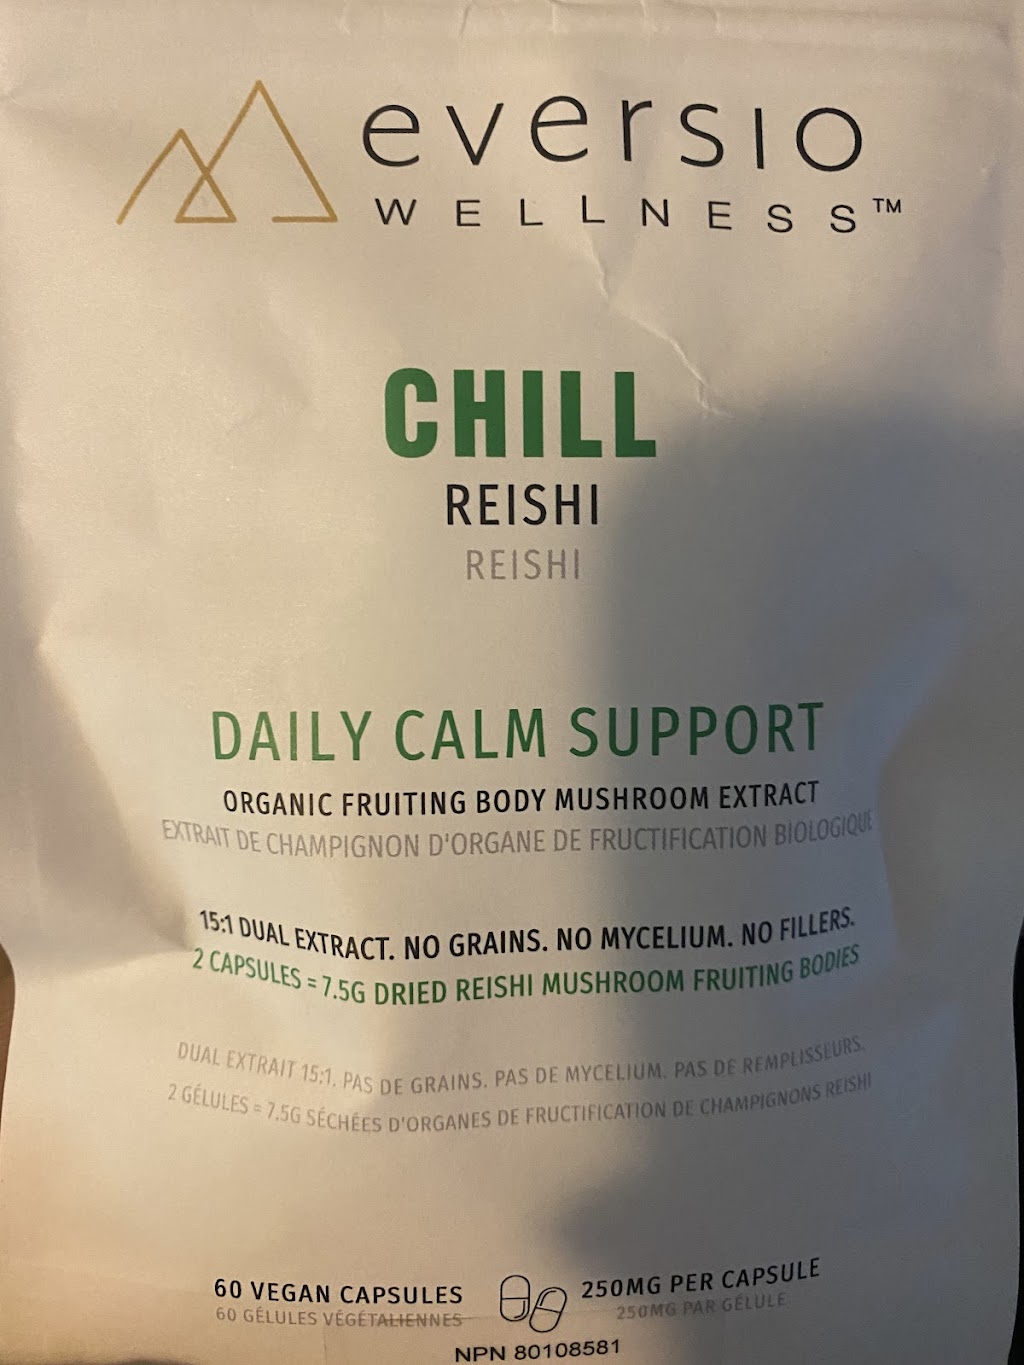 eversio
WELLNESS™
CHILL
REISHI
REISHI
DAILY CALM SUPPORT
ORGANIC FRUITING BODY MUSHROOM EXTRACT
EXTRAIT DE CHAMPIGNON D'ORGANE DE FRUCTIFICATION BIOLOGIQUE
15:1 DUAL EXTRACT. NO GRAINS. NO MYCELIUM. NO FILLERS.
2 CAPSULES = 7.5G DRIED REISHI MUSHROOM FRUITING BODIES
DUAL EXTRAIT 15:1. PAS DE GRAINS. PAS DE MYCELIUM. PAS DE REMPLISSEURS.
2 GÉLULES = 7.5G SÉCHÉES D'ORGANES DE FRUCTIFICATION DE CHAMPIGNONS REISHI
60 VEGAN CAPSULES 250MG PER CAPSULE
60 GÉLULES VÉGÉTALIENNES 250MG PAR GÉLULE
NPN 80108581